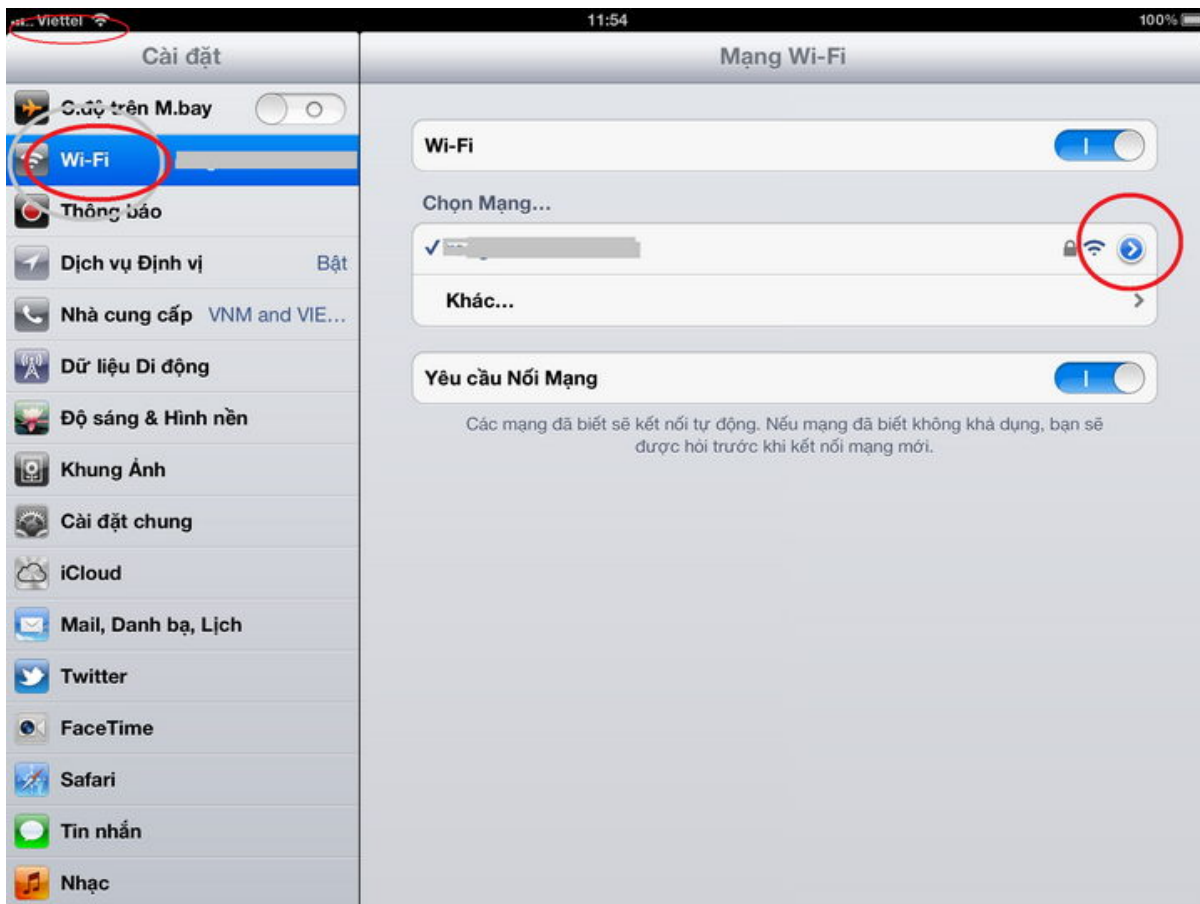 Viettel
11:54
100%
Cài đặt
C.độ trên M.bay
Wi-Fi
Thông báo
Dịch vụ Định vị Bật
Nhà cung cấp VNM and VIE...
Dữ liệu Di động
Độ sáng & Hình nền
Khung Ảnh
Cài đặt chung
iCloud
Mail, Danh bạ, Lịch
Twitter
FaceTime
Safari
Tin nhắn
Nhạc
Mạng Wi-Fi
Wi-Fi
Chọn Mạng...
Khác...
Yêu cầu Nối Mạng
Các mạng đã biết sẽ kết nối tự động. Nếu mạng đã biết không khả dụng, bạn sẽ
được hỏi trước khi kết nối mạng mới.